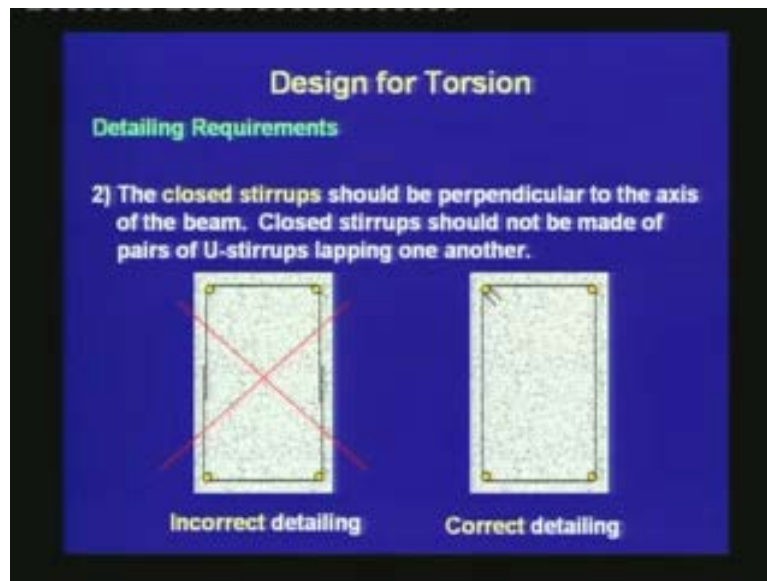 Design for Torsion
Detailing Requirements
2) The closed stirrups should be perpendicular to the axis
of the beam. Closed stirrups should not be made of
pairs of U-stirrups lapping one another.
Incorrect detailing
Correct detailing